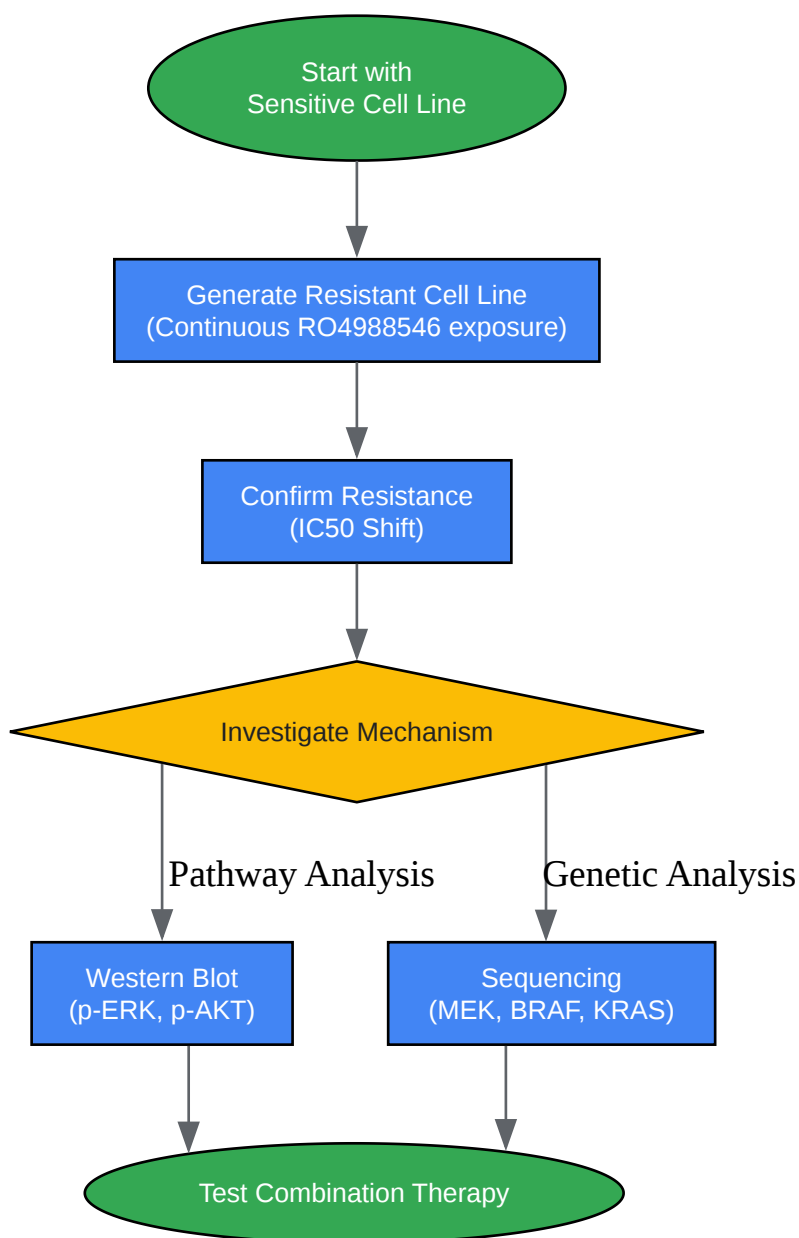 Start with
Sensitive Cell Line
Generate Resistant Cell Line
(Continuous RO4988546 exposure)
Confirm Resistance
(IC50 Shift)
Investigate Mechanism
Pathway Analysis
Genetic Analysis
Western Blot
(p-ERK, p-AKT)
Sequencing
(MEK, BRAF, KRAS)
Test Combination Therapy